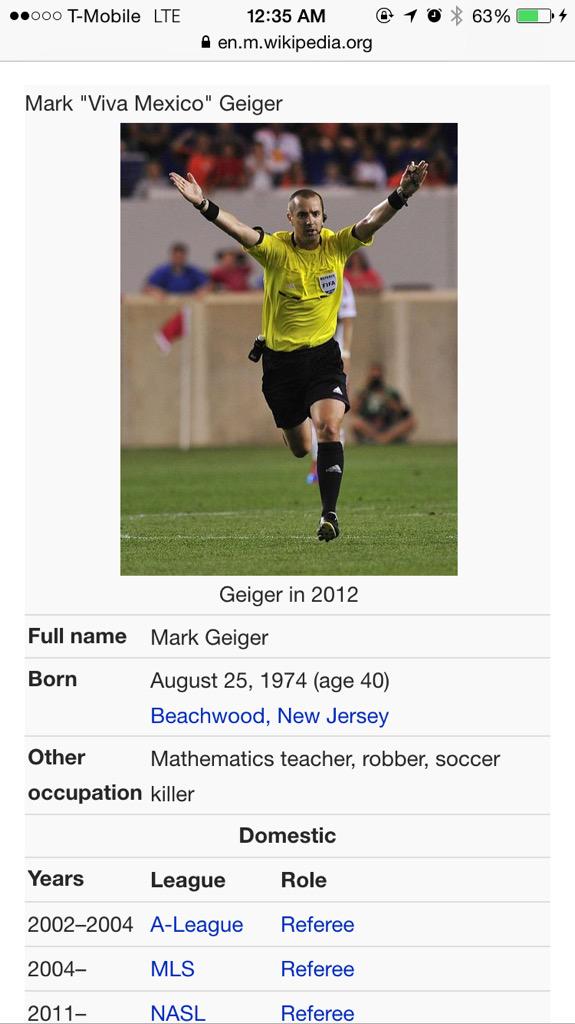 T-Mobile LTE 12:35 AM 63%
en.m.wikipedia.org
Mark "Viva Mexico" Geiger
FIFA
Geiger in 2012
Full name Mark Geiger
Born August 25, 1974 (age 40)
Beachwood, New Jersey
Other Mathematics teacher, robber, soccer
occupation killer
Domestic
Years League Role
2002–2004 A-League Referee
2004– MLS Referee
2011– NASL Referee